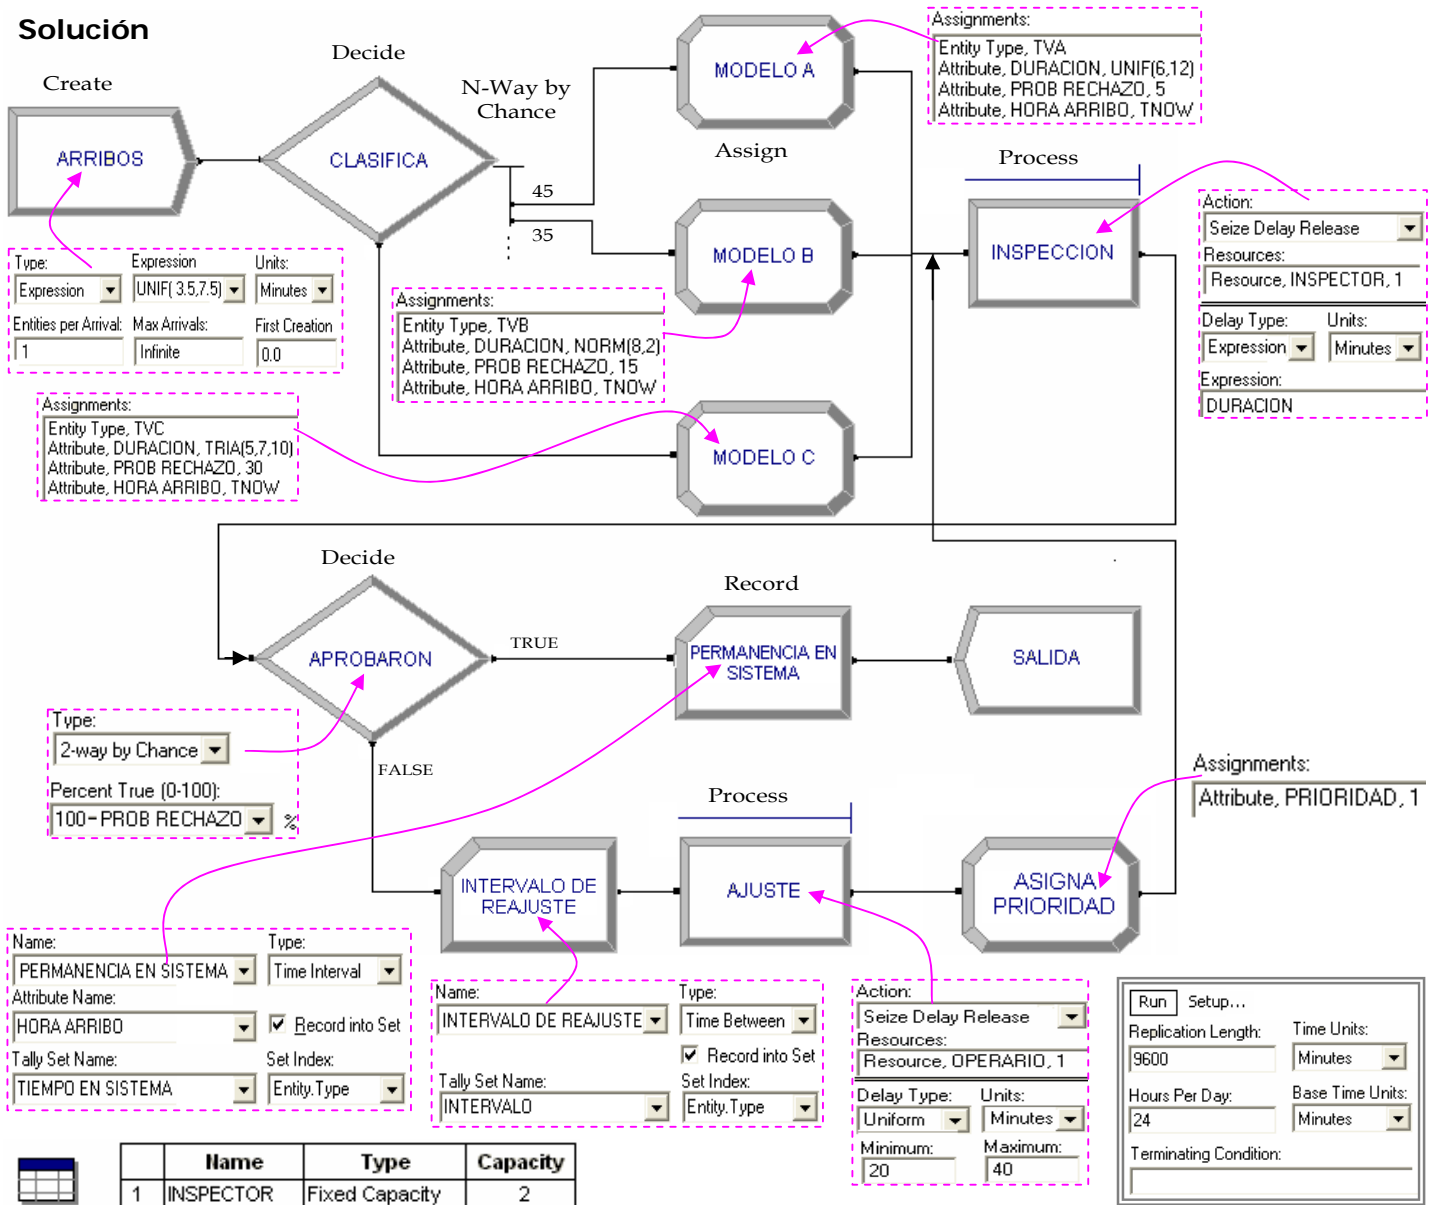 Solución
Create
ARRIBOS
Type:
Expression
Units:
Expression
UNIF( 3.5,7.5)
Minutes
Entities per Arrival:
Max Arrivals:
First Creation
1
Infinite
0.0
Decide
CLASIFICA
N-Way by
Chance
45
35
MODELO A
Assign
MODELO B
MODELO C
Assignments:
Entity Type, TVA
Attribute, DURACION, UNIF(6,12)
Attribute, PROB RECHAZO, 5
Attribute, HORA ARRIBO, TNOW
Assignments:
Entity Type, TVB
Attribute, DURACION, NORM(8,2)
Attribute, PROB RECHAZO, 15
Attribute, HORA ARRIBO, TNOW
Assignments:
Entity Type, TVC
Attribute, DURACION, TRIA(5,7,10)
Attribute, PROB RECHAZO, 30
Attribute, HORA ARRIBO, TNOW
Process
INSPECCION
Action:
Seize Delay Release
Resources:
Resource, INSPECTOR, 1
Delay Type:
Units:
Expression
Minutes
Expression:
DURACION
Decide
APROBARON
TRUE
FALSE
Type:
2-way by Chance
Percent True (0-100):
100-PROB RECHAZO
%
Record
PERMANENCIA EN
SISTEMA
SALIDA
INTERVALO DE
REAJUSTE
Process
AJUSTE
ASIGNA
PRIORIDAD
Assignments:
Attribute, PRIORIDAD, 1
Name:
Type:
PERMANENCIA EN SISTEMA
Time Interval
Attribute Name:
HORA ARRIBO
Record into Set
Tally Set Name:
Set Index:
TIEMPO EN SISTEMA
Entity.Type
Name:
Type:
INTERVALO DE REAJUSTE
Time Between
Record into Set
Tally Set Name:
Set Index:
INTERVALO
Entity.Type
Action:
Seize Delay Release
Resources:
Resource, OPERARIO, 1
Delay Type:
Units:
Uniform
Minutes
Minimum:
Maximum:
20
40
Run Setup...
Replication Length:
Time Units:
9600
Minutes
Hours Per Day:
Base Time Units:
24
Minutes
Terminating Condition:
Name Type Capacity
1 INSPECTOR Fixed Capacity 2